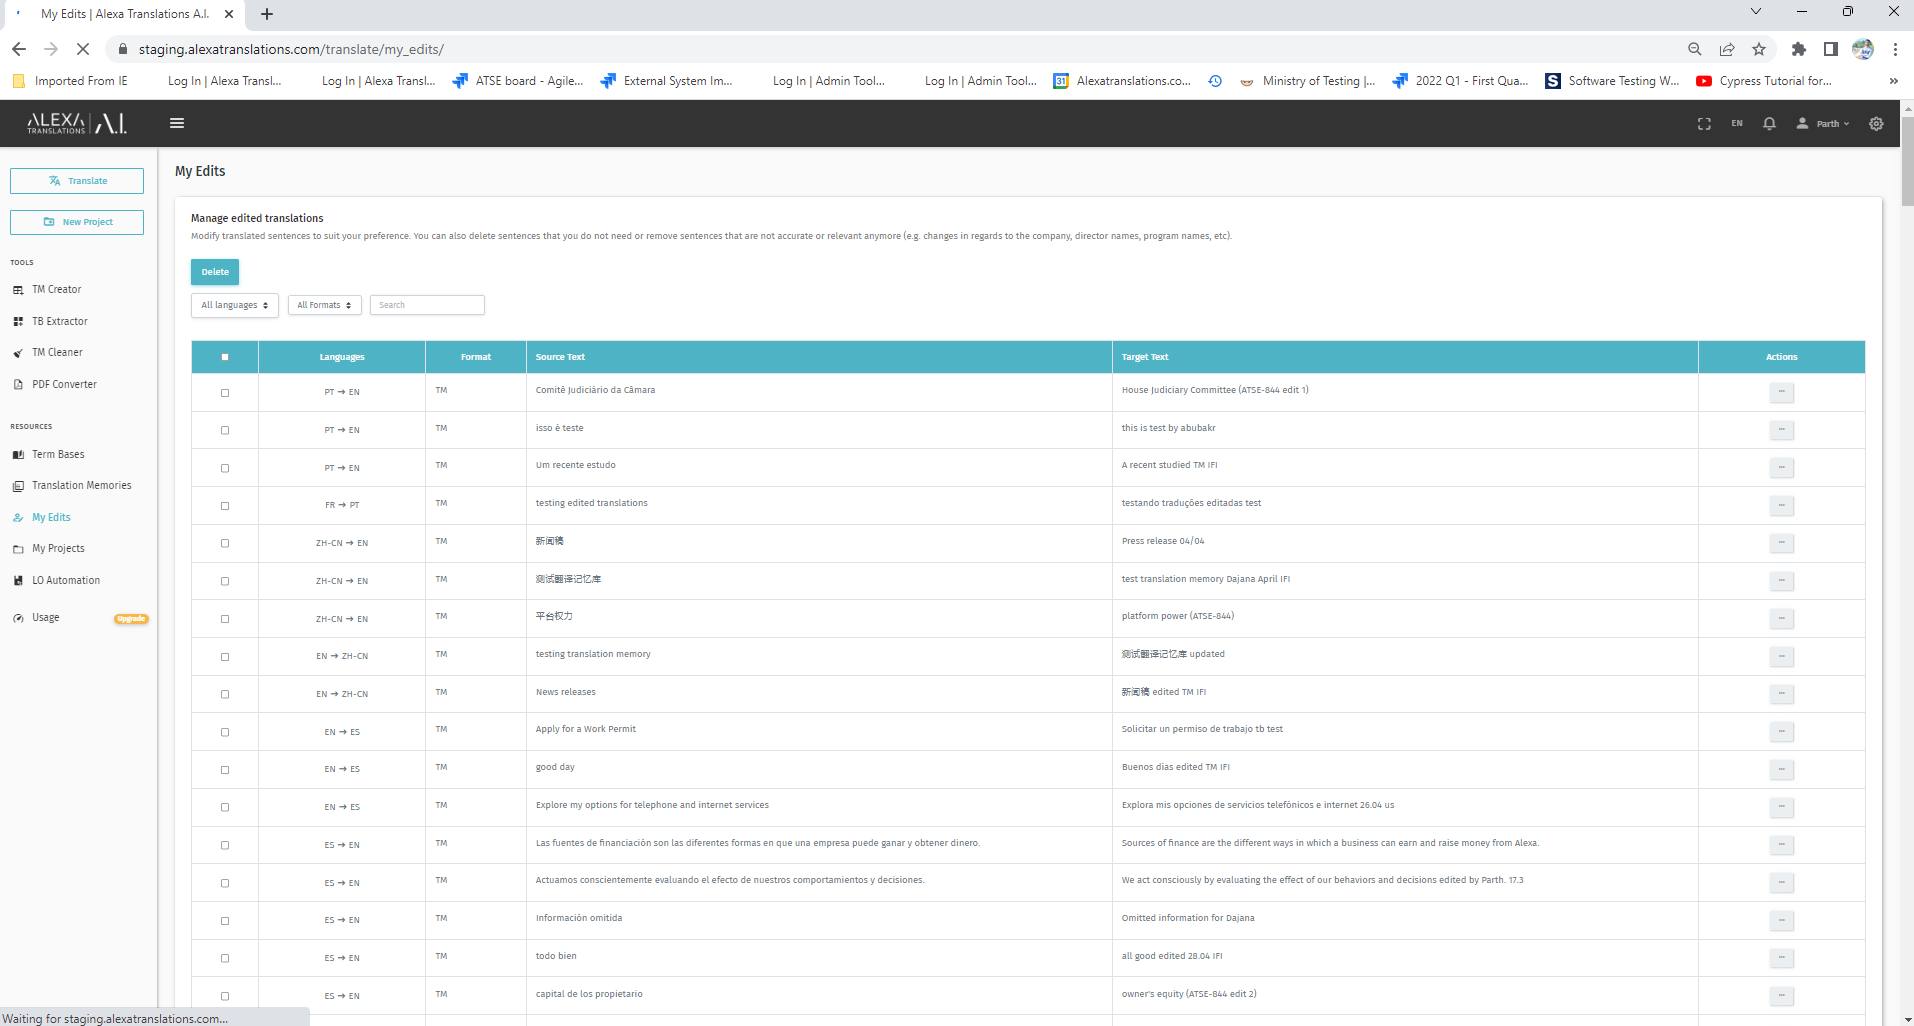 My Edits | Alexa Translations A.I.
staging.alexatranslations.com/translate/my_edits/
Imported From IE
Log In | Alexa Transl...
Log In | Alexa Transl...
ATSE board - Agile...
External System Im...
Log In | Admin Tool...
Log In | Admin Tool...
31
Alexatranslations.co...
Ministry of Testing |...
2022 Q1 - First Qua...
S
Software Testing W...
Cypress Tutorial for...
»
ALEXA TRANSLATIONS | A.I.
EN
Parth
Translate
New Project
TOOLS
TM Creator
TB Extractor
TM Cleaner
PDF Converter
RESOURCES
Term Bases
Translation Memories
My Edits
My Projects
LO Automation
Usage
Upgrade
My Edits
Manage edited translations
Modify translated sentences to suit your preference. You can also delete sentences that you do not need or remove sentences that are not accurate or relevant anymore (e.g. changes in regards to the company, director names, program names, etc).
Delete
All languages
All Formats
Search
Languages Format Source Text Target Text Actions
PT → EN TM Comitê Judiciário da Câmara House Judiciary Committee (ATSE-844 edit 1) ...
PT → EN TM isso é teste this is test by abubakr ...
PT → EN TM Um recente estudo A recent studied TM IFI ...
FR → PT TM testing edited translations testando traduções editadas test ...
ZH-CN → EN TM 新闻稿 Press release 04/04 ...
ZH-CN → EN TM 测试翻译记忆库 test translation memory Dajana April IFI ...
ZH-CN → EN TM 平台权力 platform power (ATSE-844) ...
EN → ZH-CN TM testing translation memory 测试翻译记忆库 updated ...
EN → ZH-CN TM News releases 新闻稿 edited TM IFI ...
EN → ES TM Apply for a Work Permit Solicitar un permiso de trabajo tb test ...
EN → ES TM good day Buenos días edited TM IFI ...
EN → ES TM Explore my options for telephone and internet services Explora mis opciones de servicios telefónicos e internet 26.04 us ...
ES → EN TM Las fuentes de financiación son las diferentes formas en que una empresa puede ganar y obtener dinero. Sources of finance are the different ways in which a business can earn and raise money from Alexa. ...
ES → EN TM Actuamos conscientemente evaluando el efecto de nuestros comportamientos y decisiones. We act consciously by evaluating the effect of our behaviors and decisions edited by Parth. 17.3 ...
ES → EN TM Información omitida Omitted information for Dajana ...
ES → EN TM todo bien all good edited 28.04 IFI ...
ES → EN TM capital de los propietario owner's equity (ATSE-844 edit 2) ...
Waiting for staging.alexatranslations.com...